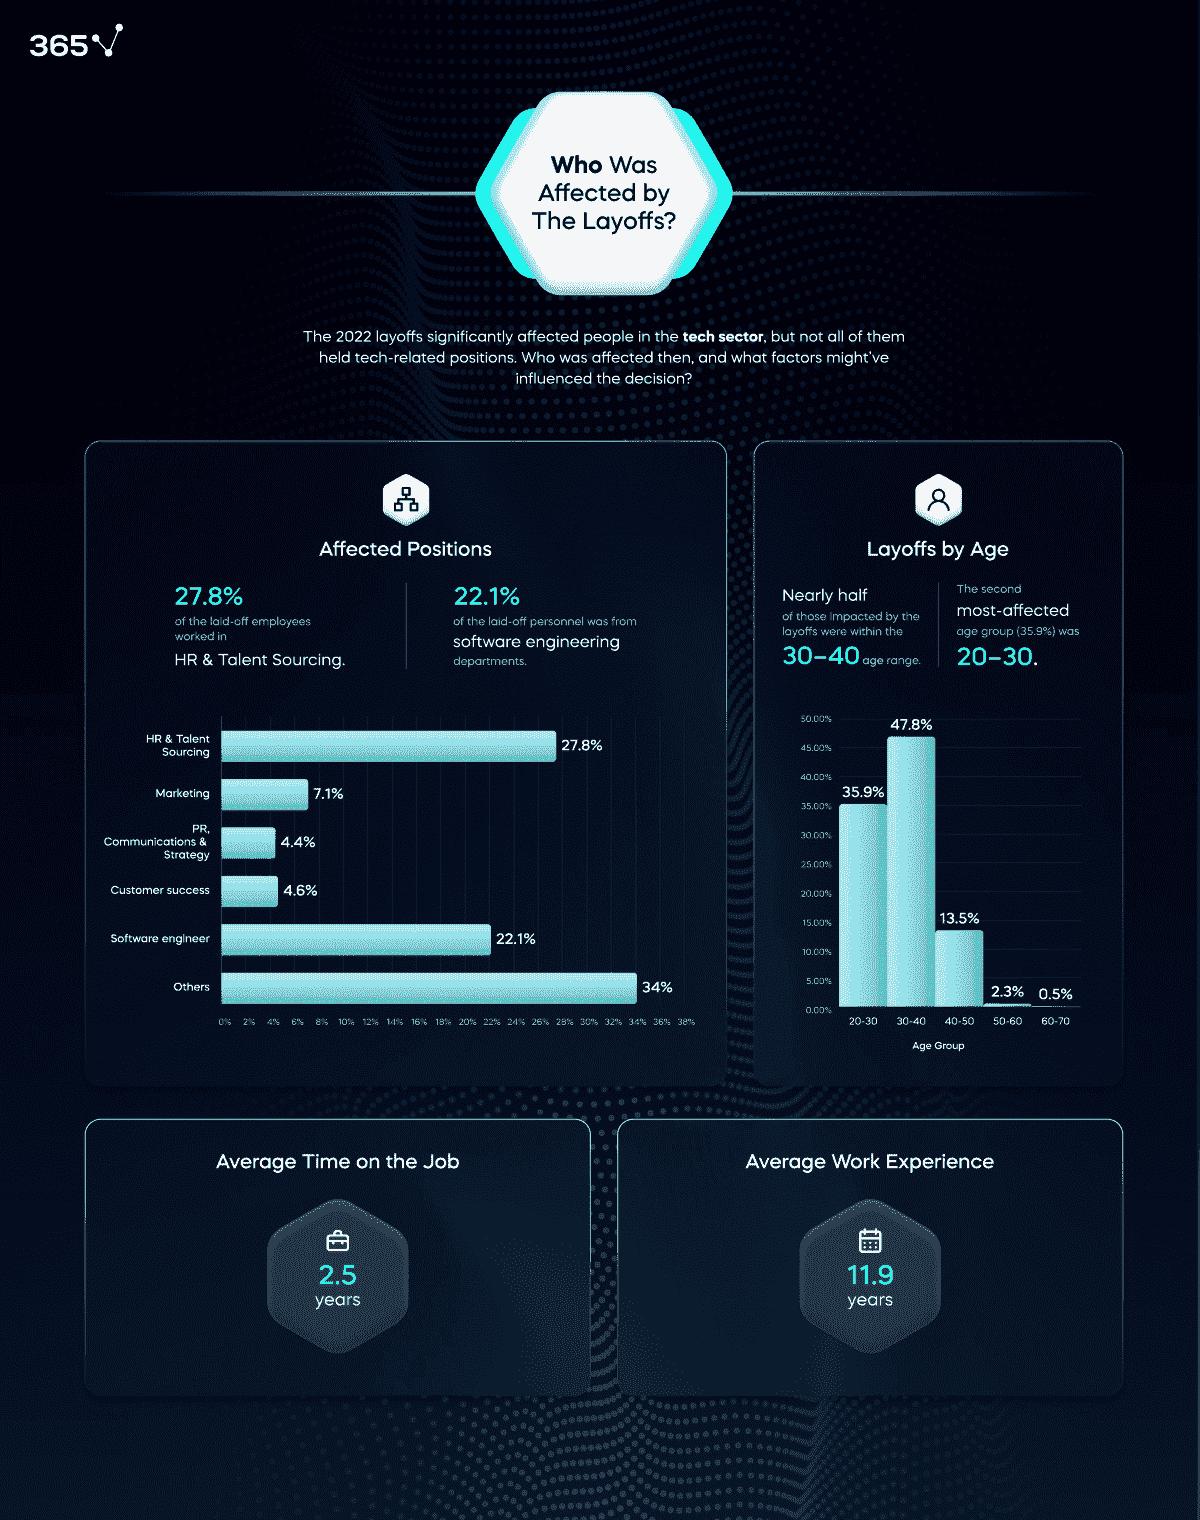 365
Who Was
Affected by
The Layoffs?
The 2022 layoffs significantly affected people in the tech sector, but not all of them
held tech-related positions. Who was affected then, and what factors might've
influenced the decision?
Affected Positions
27.8%
of the laid-off employees
worked in
HR & Talent Sourcing.
22.1%
of the laid-off personnel was from
software engineering
departments.
HR & Talent
Sourcing
27.8%
Marketing
7.1%
PR,
Communications &
Strategy
4.4%
Customer success
4.6%
Software engineer
22.1%
Others
34%
0% 2% 4% 6% 8% 10% 12% 14% 16% 18% 20% 22% 24% 26% 28% 30% 32% 34% 36% 38%
Layoffs by Age
Nearly half
of those impacted by the
layoffs were within the
30–40 age range.
The second
most-affected
age group (35.9%) was
20–30.
50.00%
45.00%
40.00%
35.00%
30.00%
25.00%
20.00%
15.00%
10.00%
5.00%
0.00%
35.9%
47.8%
13.5%
2.3%
0.5%
20-30 30-40 40-50 50-60 60-70
Age Group
Average Time on the Job
2.5
years
Average Work Experience
11.9
years